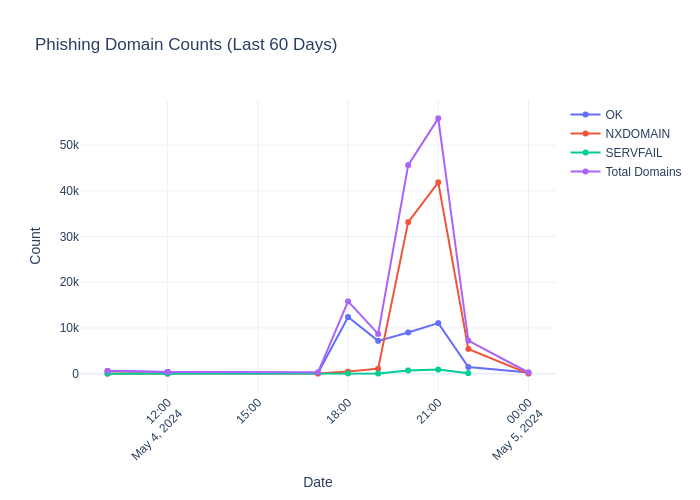 Phishing Domain Counts (Last 60 Days)
OK
NXDOMAIN
SERVFAIL
Total Domains
50k
40k
30k
20k
10k
0
Count
12:00
May 4, 2024
15:00
18:00
21:00
00:00
May 5, 2024
Date